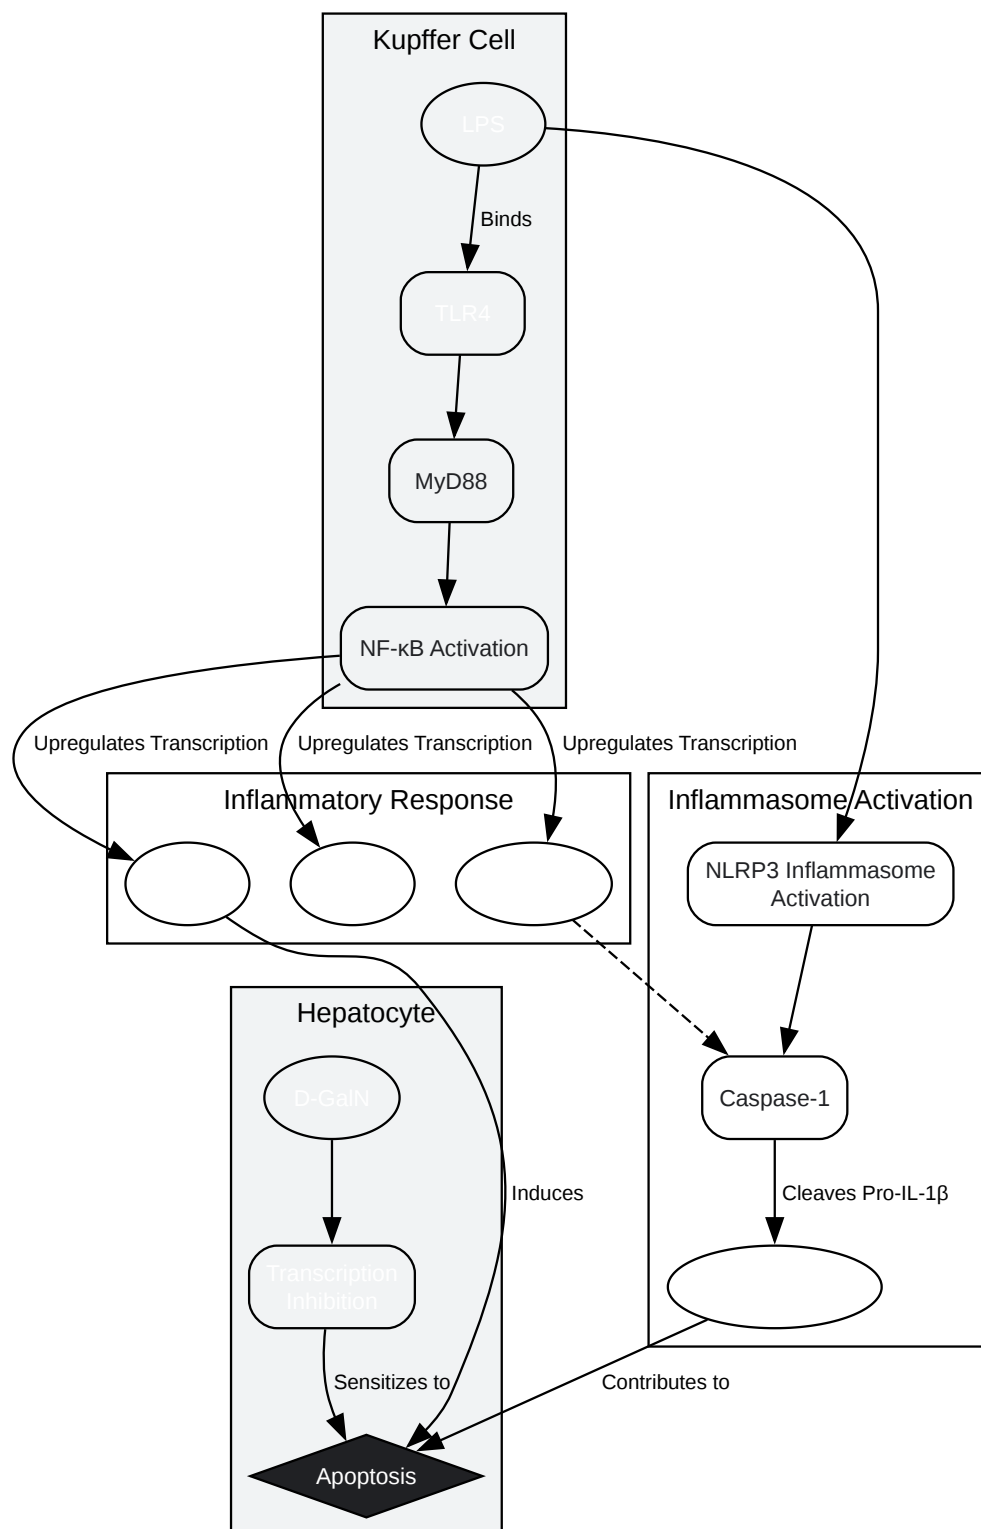 Kupffer Cell
LPS
Binds
TLR4
MyD88
NF-κB Activation
Upregulates Transcription
Upregulates Transcription
Upregulates Transcription
Inflammatory Response
Inflammasome Activation
NLRP3 Inflammasome
Activation
Hepatocyte
D-GalN
Caspase-1
Induces
Cleaves Pro-IL-1β
Transcription
Inhibition
Sensitizes to
Contributes to
Apoptosis